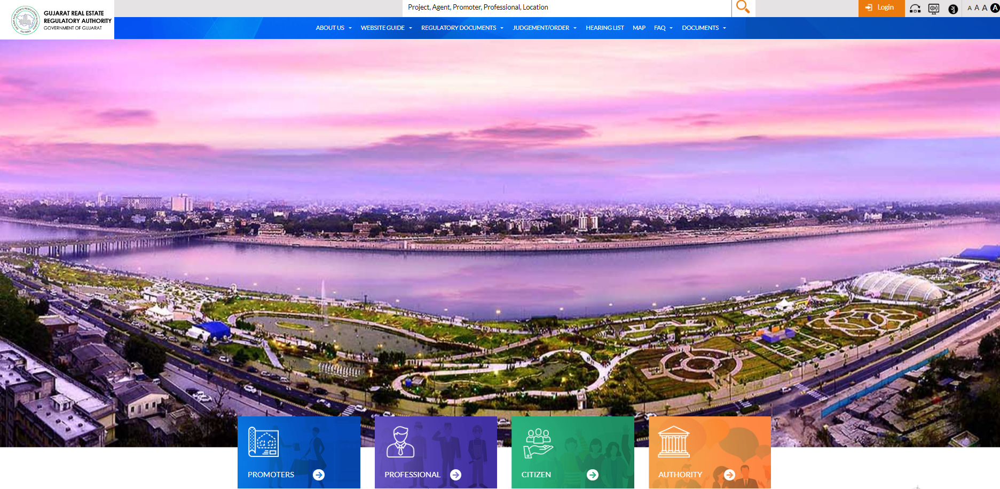 GUJARAT REAL ESTATE
REGULATORY AUTHORITY
GOVERNMENT OF GUJARAT
Project, Agent, Promoter, Professional, Location
Login
A A A A
ABOUT US
WEBSITE GUIDE
REGULATORY DOCUMENTS
JUDGEMENT/ORDER
HEARING LIST
MAP
FAQ
DOCUMENTS
PROMOTERS
PROFESSIONAL
CITIZEN
AUTHORITY